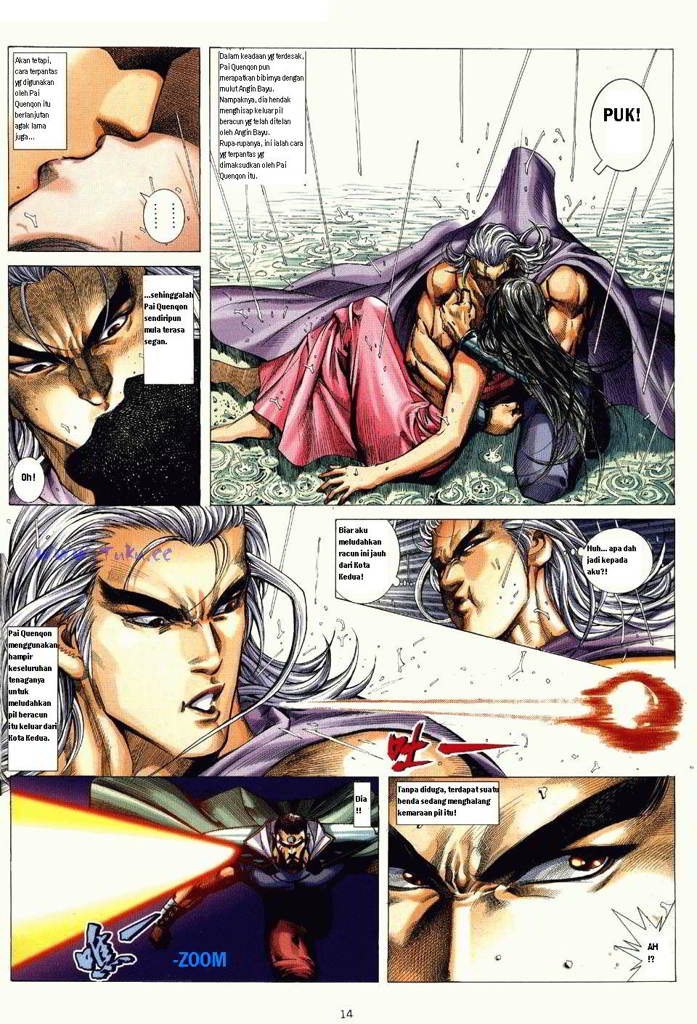 Akan tetapi,
cara terpantas
yg digunakan
oleh Pai
Quenqon itu
berlanjutan
agak lama
juga...
Dalam keadaan yg terdesak,
Pai Quenqon pun
merapatkan bibirnya dengan
mulut Angin Bayu.
Nampaknya, dia hendak
menghisap keluar pil
beracun yg telah ditelan
oleh Angin Bayu.
Rupa-rupanya, ini ialah cara
yg terpantas yg
dimaksudkan oleh Pai
Quenqon itu.
PUK!
......
...sehinggalah
Pai Quenqon
sendiripun
mula terasa
segan.
Oh!
www.Tuku.cc
Biar aku
meludahkan
racun ini jauh
dari Kota
Kedua!
Huh... apa dah
jadi kepada
aku?!
Pai Quenqon
menggunakan
hampir
keseluruhan
tenaganya
untuk
meludahkan
pil beracun
itu keluar dari
Kota Kedua.
吐
Dia
!!
-ZOOM
Tanpa diduga, terdapat suatu
benda sedang menghalang
kemaraan pil itu!
AH
!?
14